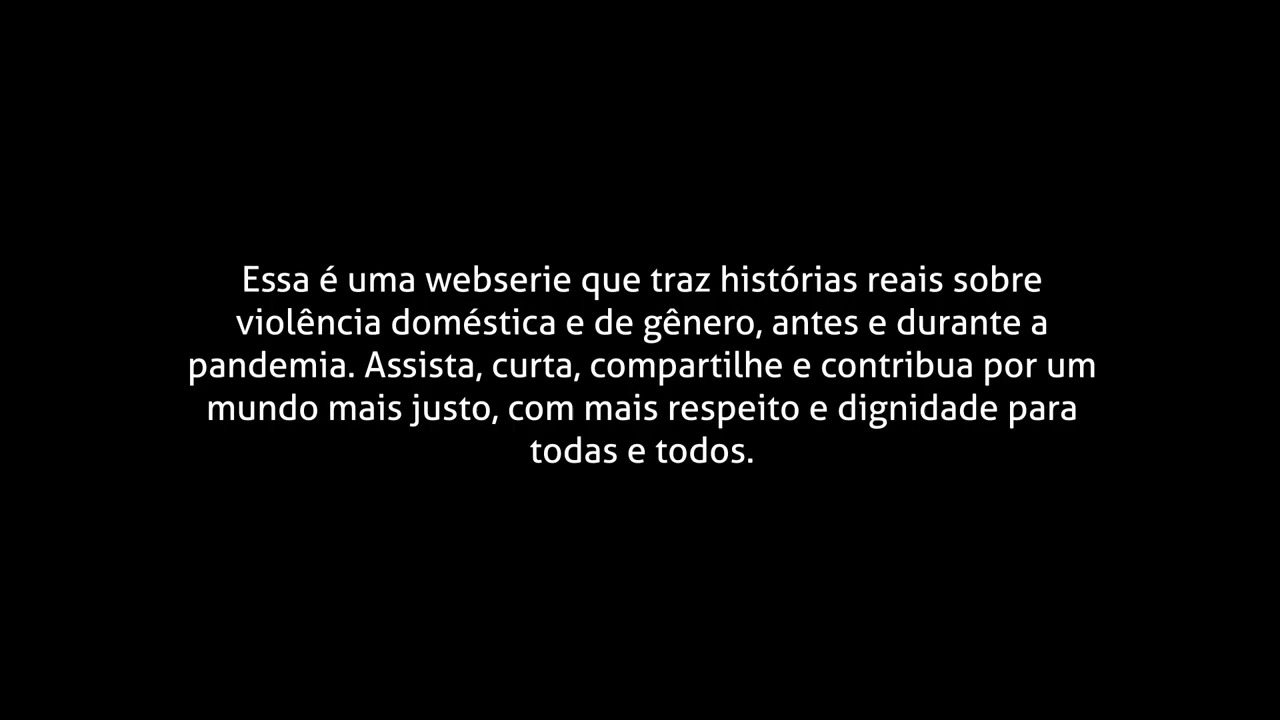 Essa é uma webserie que traz histórias reais sobre
violência doméstica e de gênero, antes e durante a
pandemia. Assista, curta, compartilhe e contribua por um
mundo mais justo, com mais respeito e dignidade para
todas e todos.